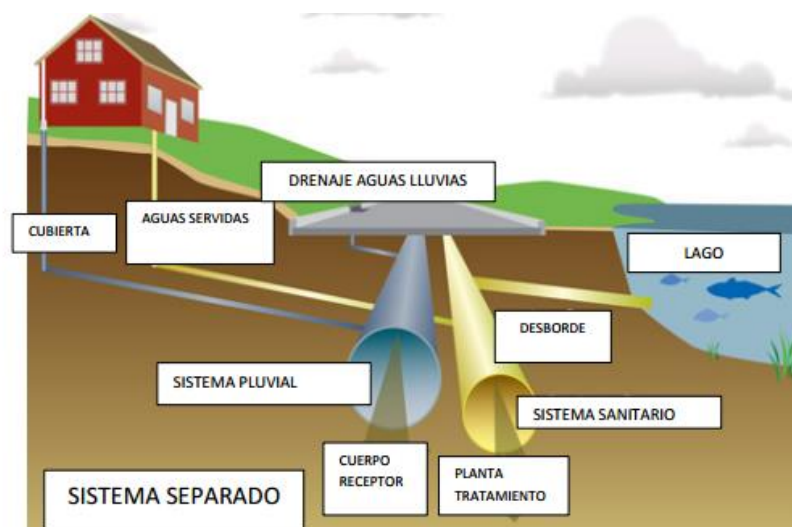 DRENAJE AGUAS LLUVIAS
CUBIERTA
AGUAS SERVIDAS
LAGO
DESBORDE
SISTEMA PLUVIAL
SISTEMA SANITARIO
CUERPO
RECEPTOR
PLANTA
TRATAMIENTO
SISTEMA SEPARADO